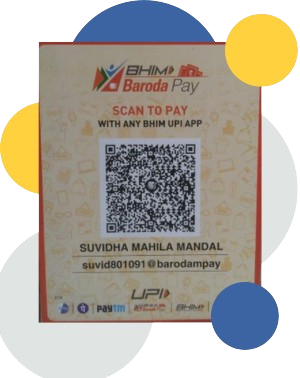 BHIM
Baroda Pay
SCAN TO PAY
WITH ANY BHIM UPI APP
SUVIDHA MAHILA MANDAL
suvid801091@barodampay
UPI
Paytm BHIM